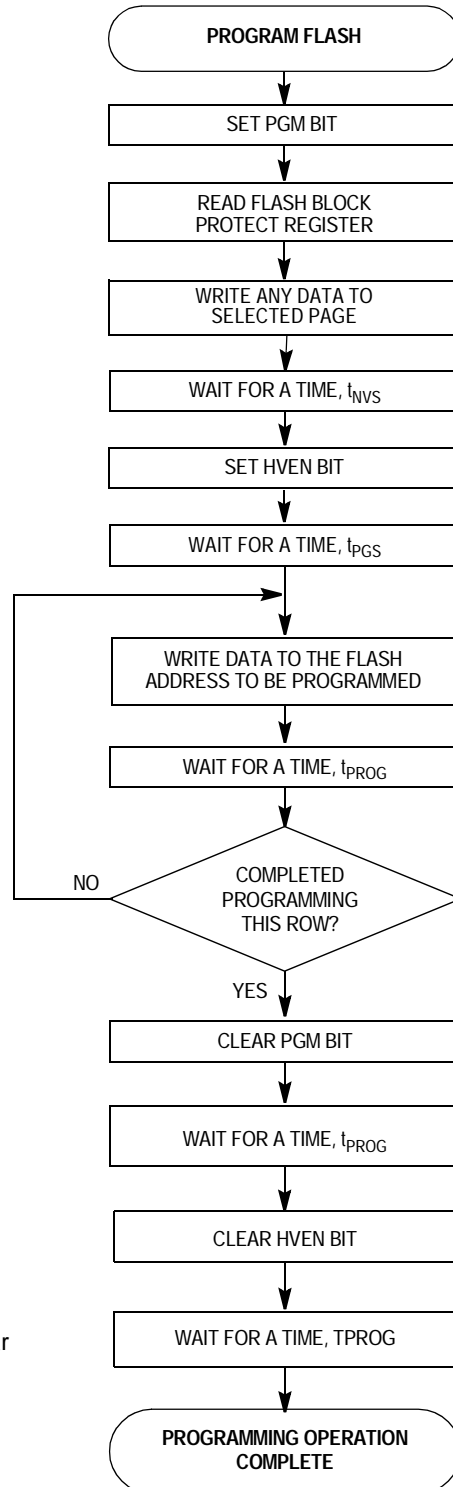 PROGRAM FLASH
SET PGM BIT
READ FLASH BLOCK
PROTECT REGISTER
WRITE ANY DATA TO
SELECTED PAGE
WAIT FOR A TIME, tNVS
SET HVEN BIT
WAIT FOR A TIME, tPGS
WRITE DATA TO THE FLASH
ADDRESS TO BE PROGRAMMED
WAIT FOR A TIME, tPROG
COMPLETED
PROGRAMMING
THIS ROW?
NO
YES
CLEAR PGM BIT
WAIT FOR A TIME, tPROG
CLEAR HVEN BIT
WAIT FOR A TIME, TPROG
r
PROGRAMMING OPERATION
COMPLETE